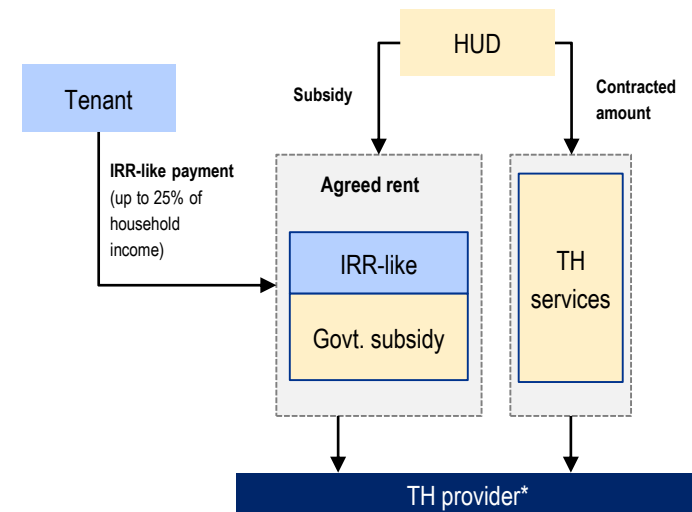 HUD
Tenant
Subsidy
Contracted
amount
IRR-like payment
(up to 25% of
household
income)
Agreed rent
IRR-like
Govt. subsidy
TH
services
TH provider*